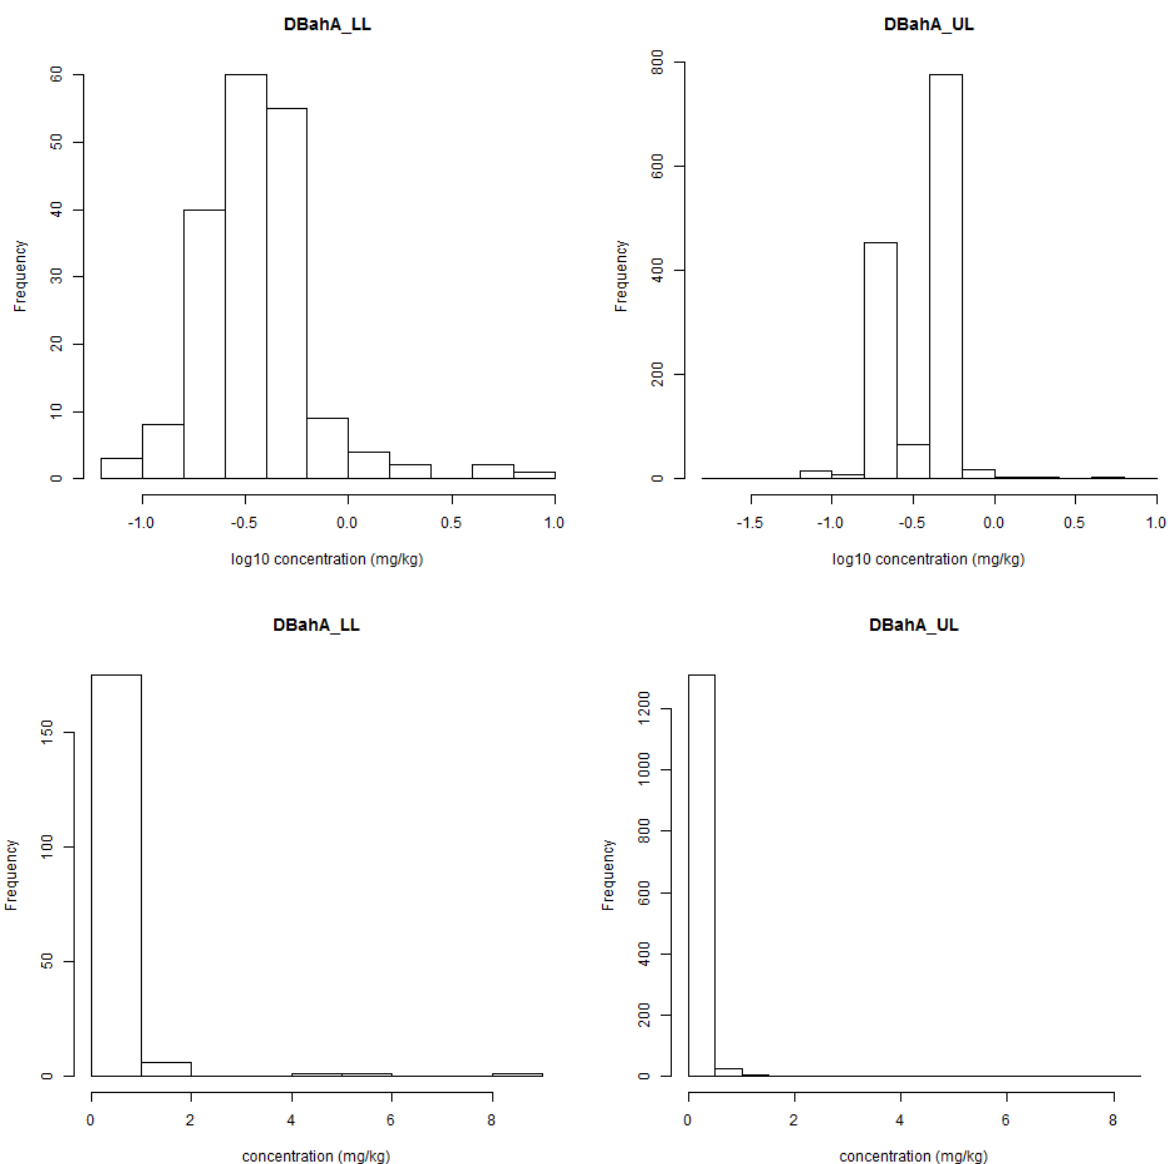 DBahA_LL
Frequency
60
50
40
30
20
10
0
-1.0 -0.5 0.0 0.5 1.0
log10 concentration (mg/kg)
DBahA_UL
Frequency
800
600
400
200
0
-1.5 -1.0 -0.5 0.0 0.5 1.0
log10 concentration (mg/kg)
DBahA_LL
Frequency
150
100
50
0
0 2 4 6 8
concentration (mg/kg)
DBahA_UL
Frequency
1200
1000
800
600
400
200
0
0 2 4 6 8
concentration (mg/kg)